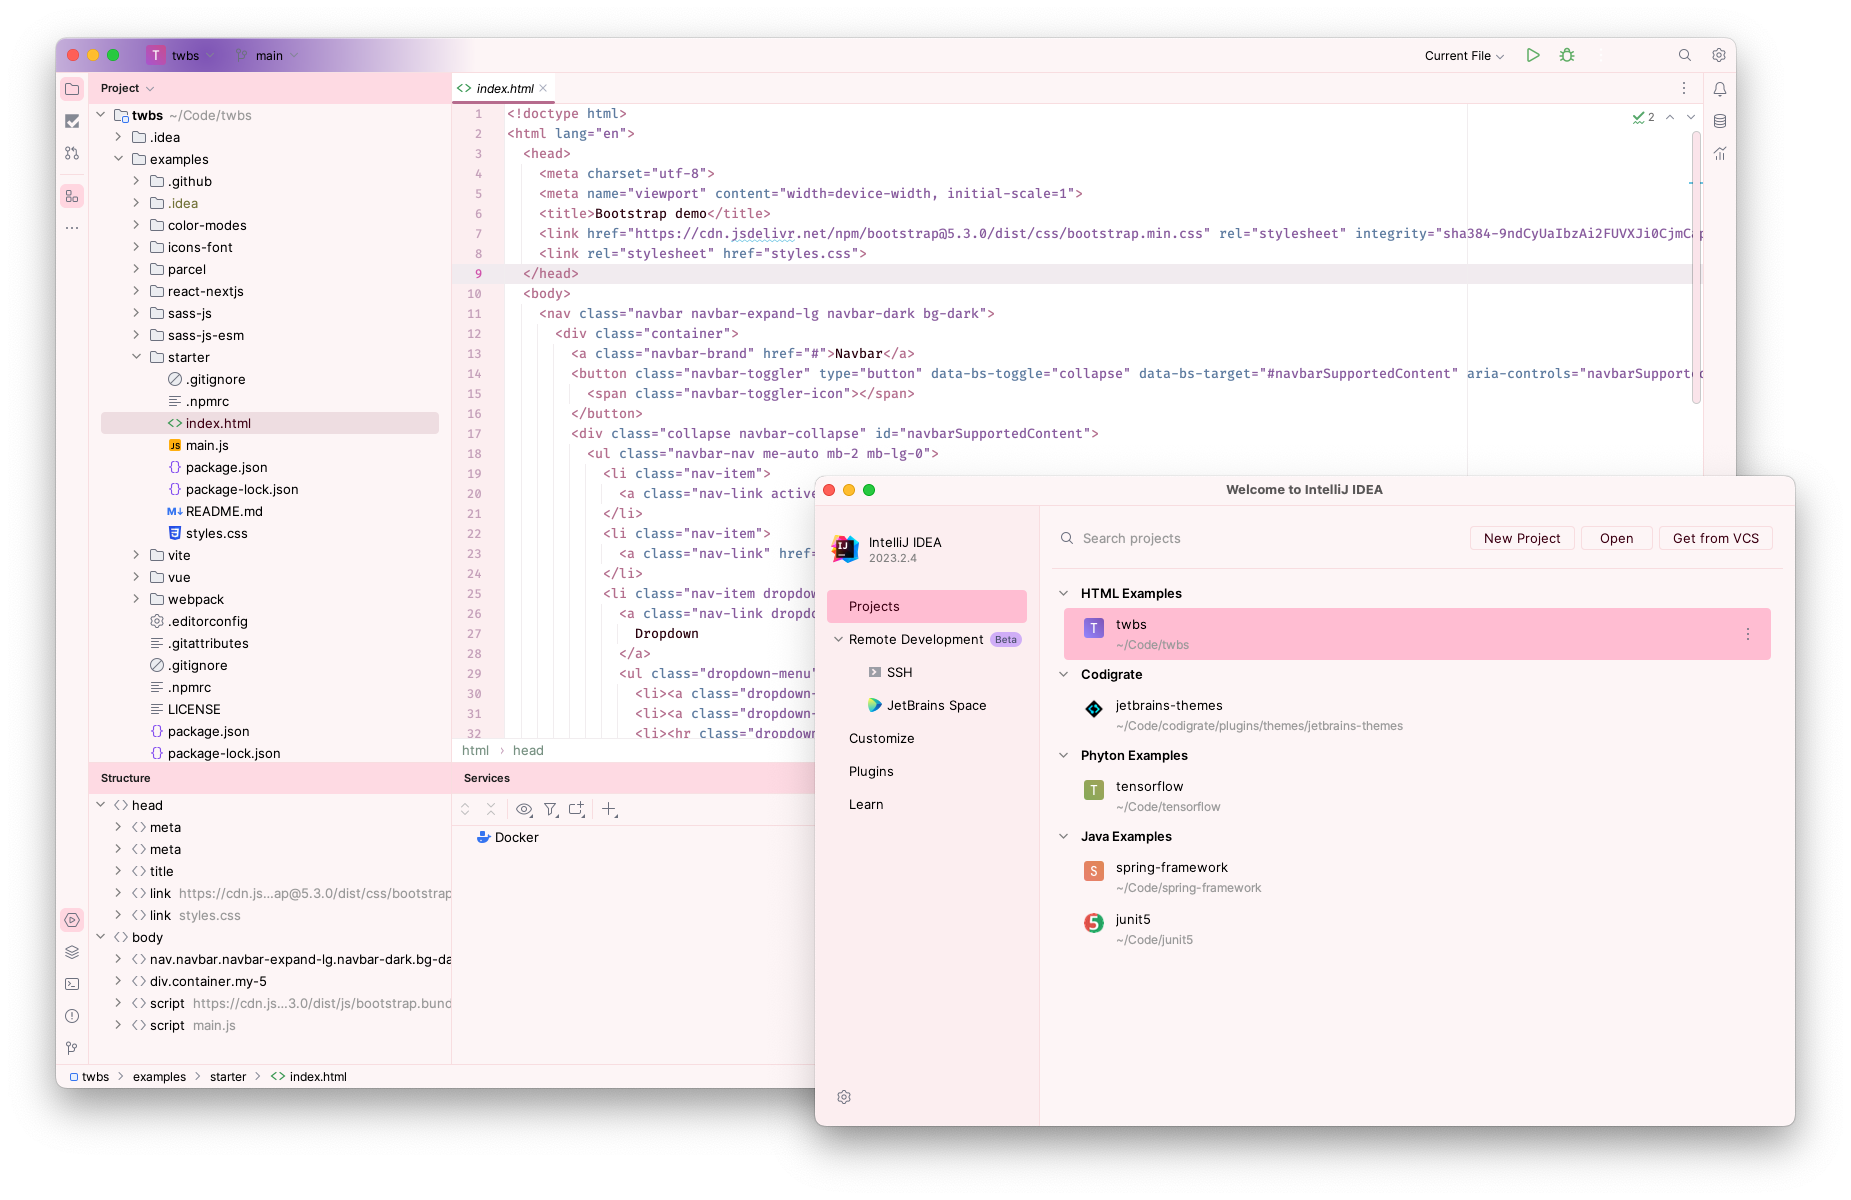 T twbs main
Current File
Project
twbs ~/Code/twbs
.idea
examples
.github
.idea
color-modes
icons-font
parcel
react-nextjs
sass-js
sass-js-esm
starter
.gitignore
.npmrc
index.html
JS main.js
package.json
package-lock.json
M↓ README.md
styles.css
vite
vue
webpack
.editorconfig
.gitattributes
.gitignore
.npmrc
LICENSE
package.json
package-lock.json
index.html
2
1 <!doctype html>
2 <html lang="en">
3 <head>
4 <meta charset="utf-8">
5 <meta name="viewport" content="width=device-width, initial-scale=1">
6 <title>Bootstrap demo</title>
7 <link href="https://cdn.jsdelivr.net/npm/bootstrap@5.3.0/dist/css/bootstrap.min.css" rel="stylesheet" integrity="sha384-9ndCyUaIbzAi2FUVXJi0CjmCap
8 <link rel="stylesheet" href="styles.css">
9 </head>
10 <body>
11 <nav class="navbar navbar-expand-lg navbar-dark bg-dark">
12 <div class="container">
13 <a class="navbar-brand" href="#">Navbar</a>
14 <button class="navbar-toggler" type="button" data-bs-toggle="collapse" data-bs-target="#navbarSupportedContent" aria-controls="navbarSupported
15 <span class="navbar-toggler-icon"></span>
16 </button>
17 <div class="collapse navbar-collapse" id="navbarSupportedContent">
18 <ul class="navbar-nav me-auto mb-2 mb-lg-0">
19 <li class="nav-item">
20 <a class="nav-link active
21 </li>
22 <li class="nav-item">
23 <a class="nav-link" href=
24 </li>
25 <li class="nav-item dropdow
26 <a class="nav-link dropdo
27 Dropdown
28 </a>
29 <ul class="dropdown-menu"
30 <li><a class="dropdown-
31 <li><a class="dropdown-
32 <li><hr class="dropdown
html › head
Structure
head
meta
meta
title
link https://cdn.js...ap@5.3.0/dist/css/bootstrap
link styles.css
body
nav.navbar.navbar-expand-lg.navbar-dark.bg-da
div.container.my-5
script https://cdn.js...3.0/dist/js/bootstrap.bund
script main.js
Services
Docker
twbs > examples > starter > index.html
Welcome to IntelliJ IDEA
IJ IntelliJ IDEA
2023.2.4
Projects
Remote Development Beta
SSH
JetBrains Space
Customize
Plugins
Learn
Search projects
New Project Open Get from VCS
HTML Examples
T twbs
~/Code/twbs
Codigrate
jetbrains-themes
~/Code/codigrate/plugins/themes/jetbrains-themes
Phyton Examples
T tensorflow
~/Code/tensorflow
Java Examples
S spring-framework
~/Code/spring-framework
5 junit5
~/Code/junit5